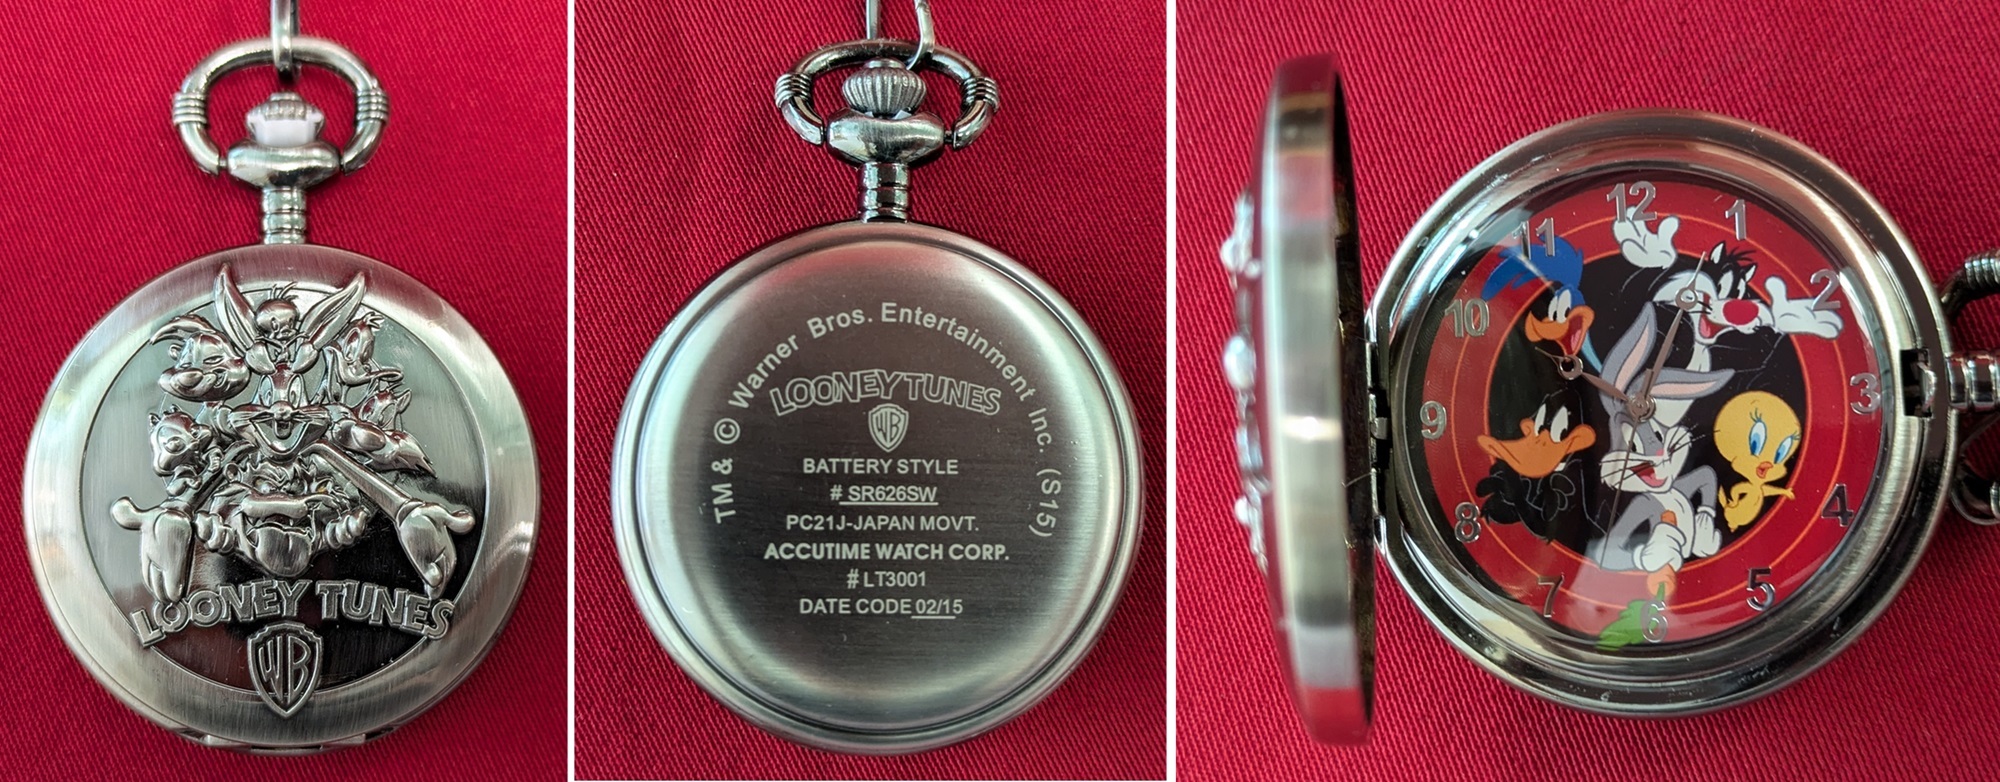 LOONEY TUNES
WB
TM & © Warner Bros. Entertainment Inc. (S15)
LOONEY TUNES
WB
BATTERY STYLE
# SR626SW
PC21J-JAPAN MOVT.
ACCUTIME WATCH CORP.
# LT3001
DATE CODE 02/15
12
1
2
3
4
5
6
7
8
9
10
11